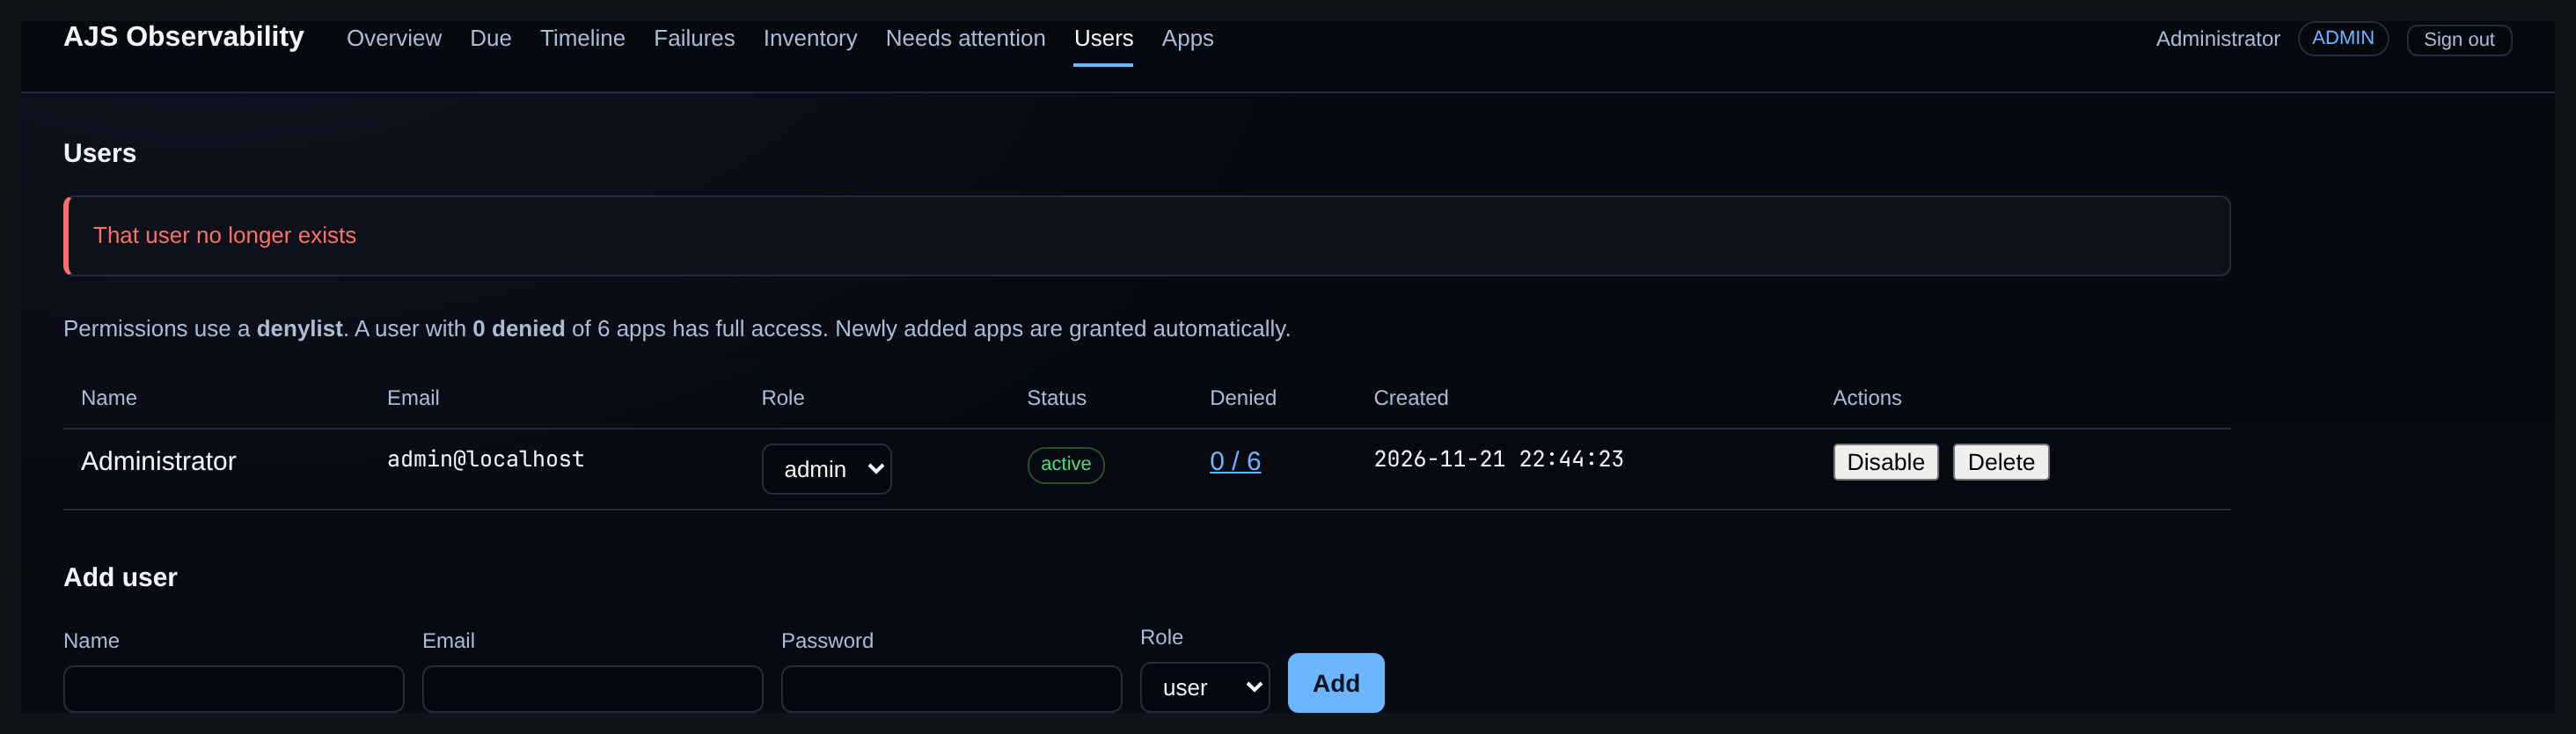 AJS Observability Overview Due Timeline Failures Inventory Needs attention Users Apps Administrator ADMIN Sign out
Users
That user no longer exists
Permissions use a denylist. A user with 0 denied of 6 apps has full access. Newly added apps are granted automatically.
Name Email Role Status Denied Created Actions
Administrator admin@localhost admin active 0 / 6 2026-11-21 22:44:23 Disable Delete
Add user
Name Email Password Role
user Add